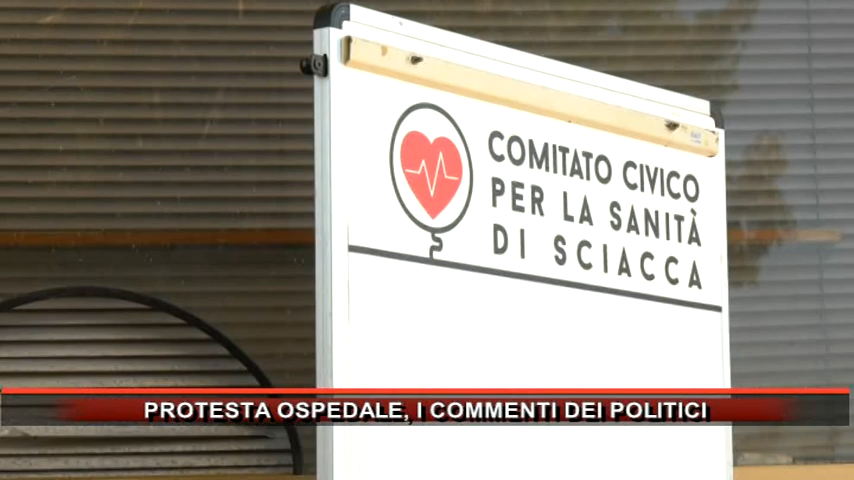 COMITATO CIVICO
PER LA SANITÀ
DI SCIACCA
PROTESTA OSPEDALE, I COMMENTI DEI POLITICI